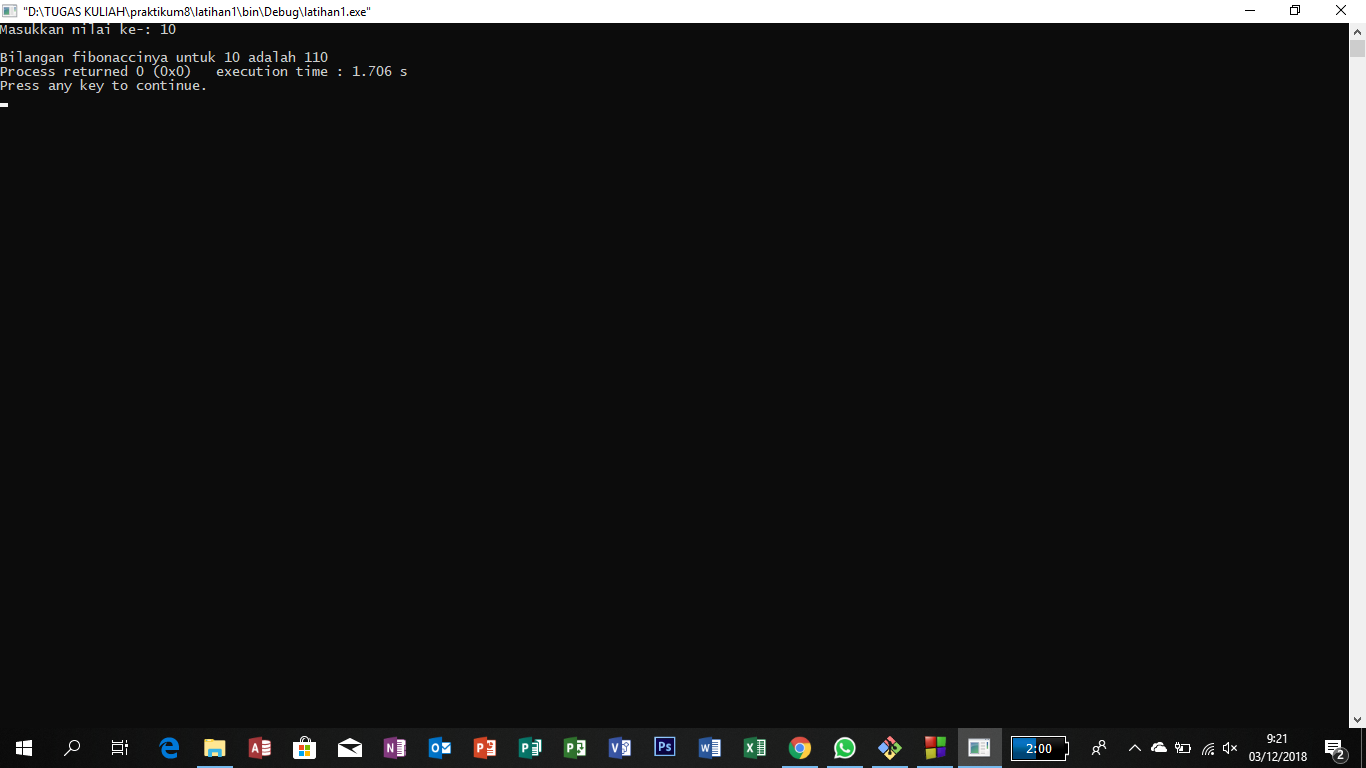 "D:\TUGAS KULIAH\praktikum8\latihan1\bin\Debug\latihan1.exe"
Masukkan nilai ke-: 10
Bilangan fibonaccinya untuk 10 adalah 110
Process returned 0 (0x0)   execution time : 1.706 s
Press any key to continue.
2:00
9:21
03/12/2018
2